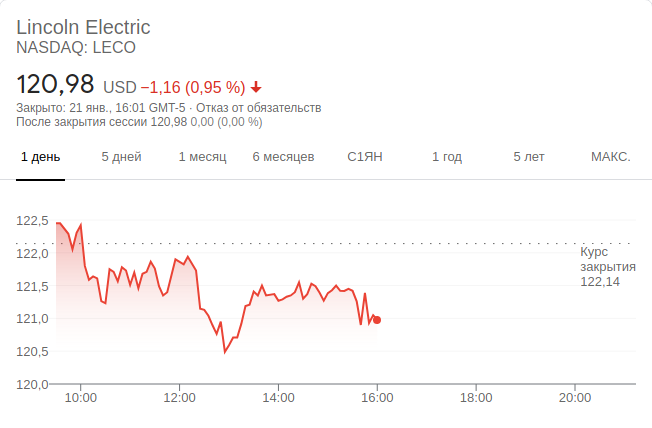 Lincoln Electric
NASDAQ: LECO
120,98 USD −1,16 (0,95 %)
Закрыто: 21 янв., 16:01 GMT-5 · Отказ от обязательств
После закрытия сессии 120,98 0,00 (0,00 %)
1 день 5 дней 1 месяц 6 месяцев С1ЯН 1 год 5 лет МАКС.
122,5
122,0
121,5
121,0
120,5
120,0
Курс
закрытия
122,14
10:00 12:00 14:00 16:00 18:00 20:00